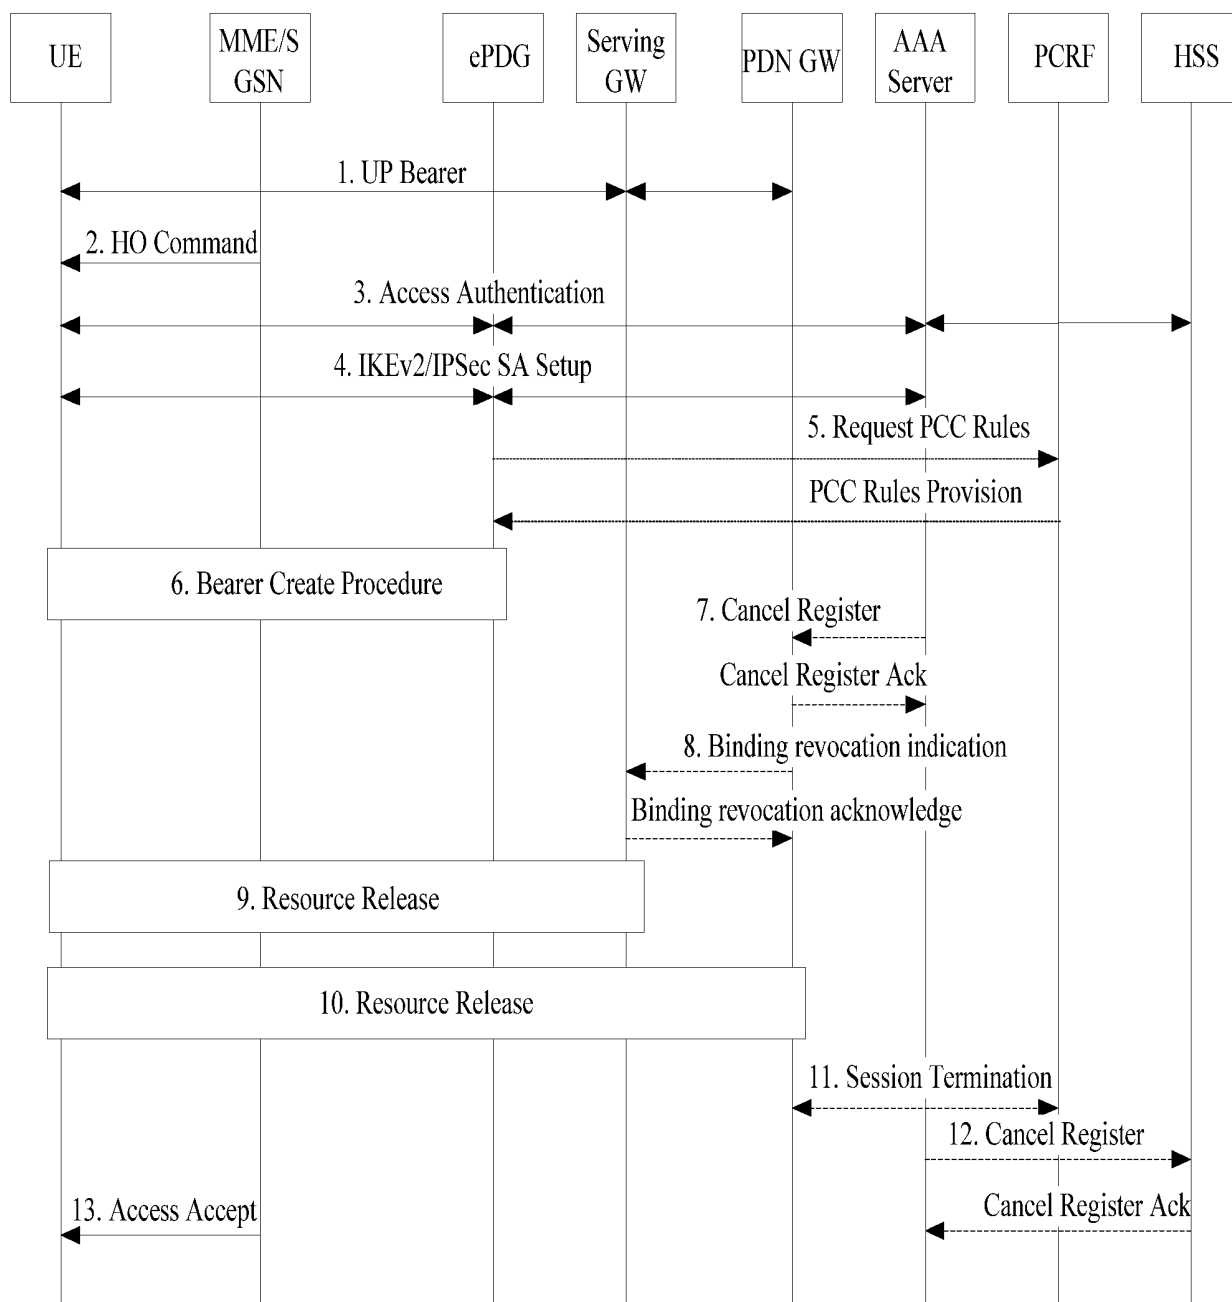 UE
MME/S
GSN
ePDG
Serving
GW
PDN GW
AAA
Server
PCRF
HSS
1. UP Bearer
2. HO Command
3. Access Authentication
4. IKEv2/IPSec SA Setup
5. Request PCC Rules
PCC Rules Provision
6. Bearer Create Procedure
7. Cancel Register
Cancel Register Ack
8. Binding revocation indication
Binding revocation acknowledge
9. Resource Release
10. Resource Release
11. Session Termination
12. Cancel Register
Cancel Register Ack
13. Access Accept